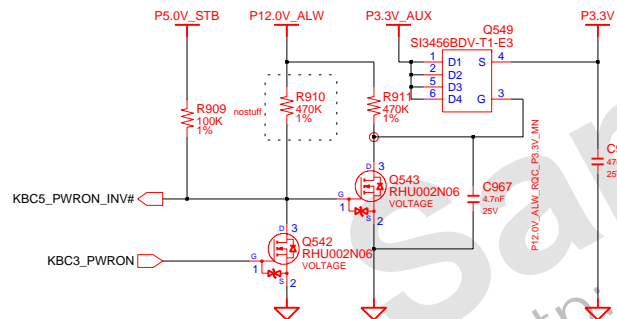 P5.0V_STB
P12.0V_ALW
P3.3V_AUX
Q549
SI3456BDV-T1-E3
P3.3V
1 D1 S 4
2 D2
5 D3
6 D4 G 3
R909
100K
1%
nostuff
R910
470K
1%
R911
470K
1%
D 3
Q543
RHU002N06
VOLTAGE
G 1
S 2
C967
4.7nF
25V
P12.0V_ALW_RQC_P3.3V_MN
KBC5_PWRON_INV#
D 3
Q542
RHU002N06
VOLTAGE
KBC3_PWRON
G 1
S 2
25V